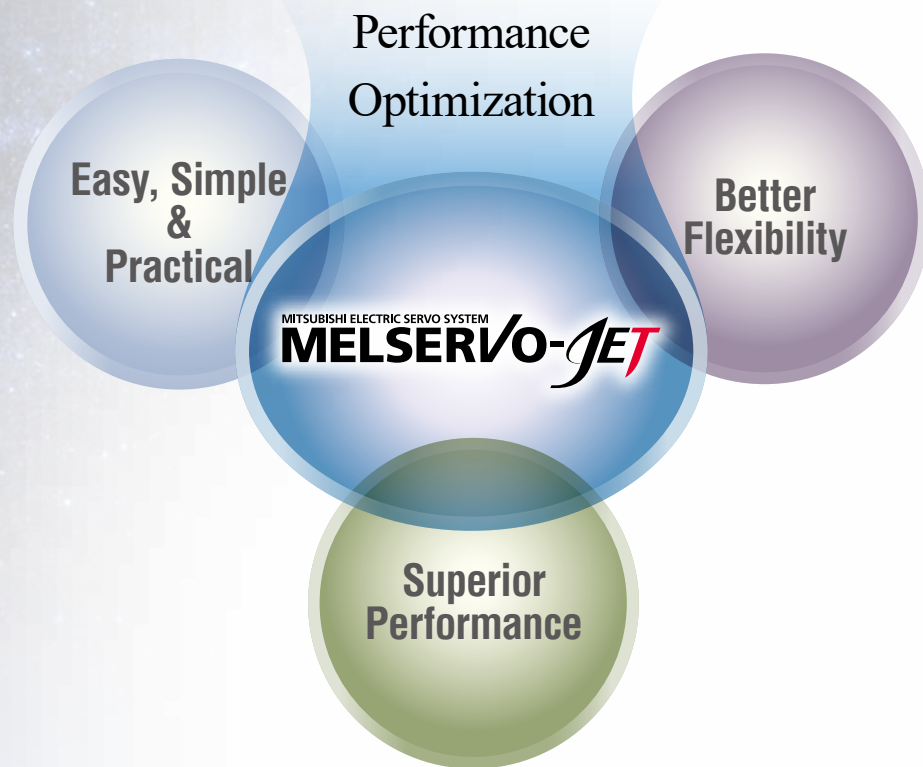 Performance
Optimization
Easy, Simple
&
Practical
Better
Flexibility
MITSUBISHI ELECTRIC SERVO SYSTEM
MELSERVO-JET
Superior
Performance